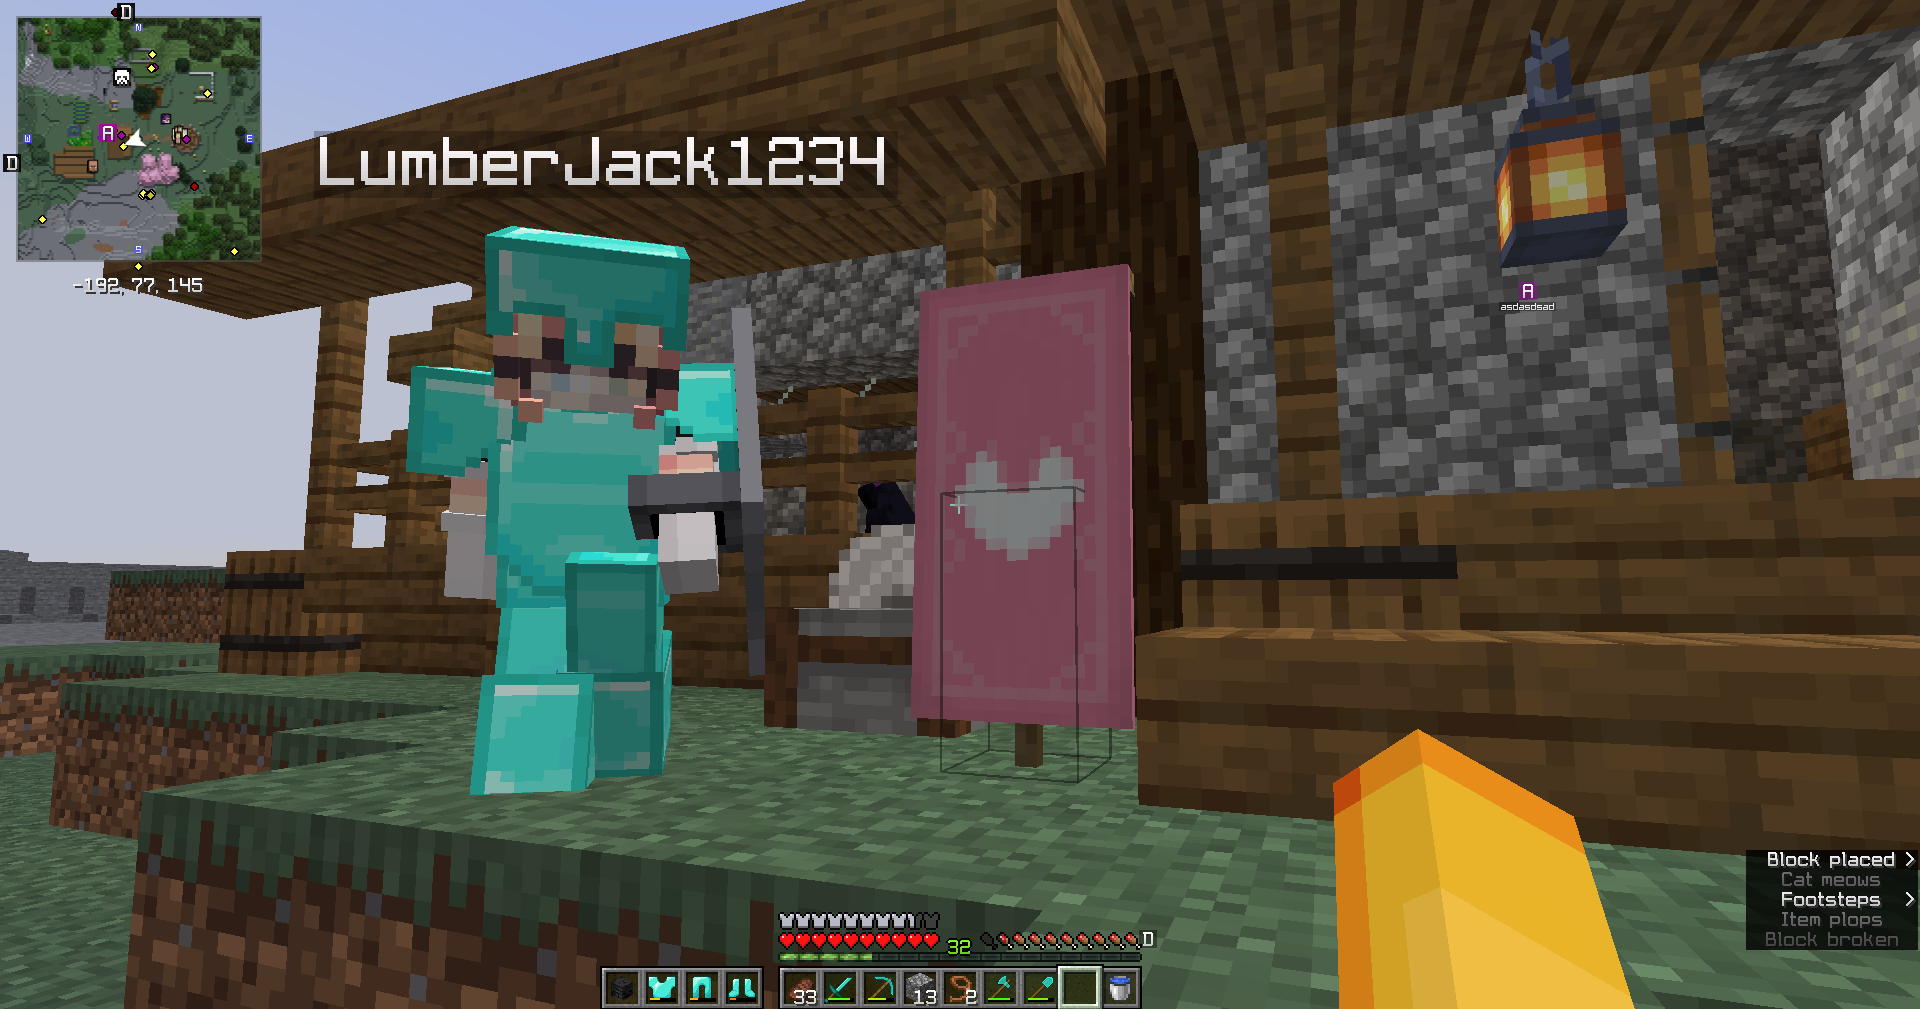 D
N
A
W
E
D
S
-192, 77, 145
LumberJack1234
A
asdasdsad
Block placed >
Cat meows
Footsteps >
Item plops
Block broken
32
D
33
13
2